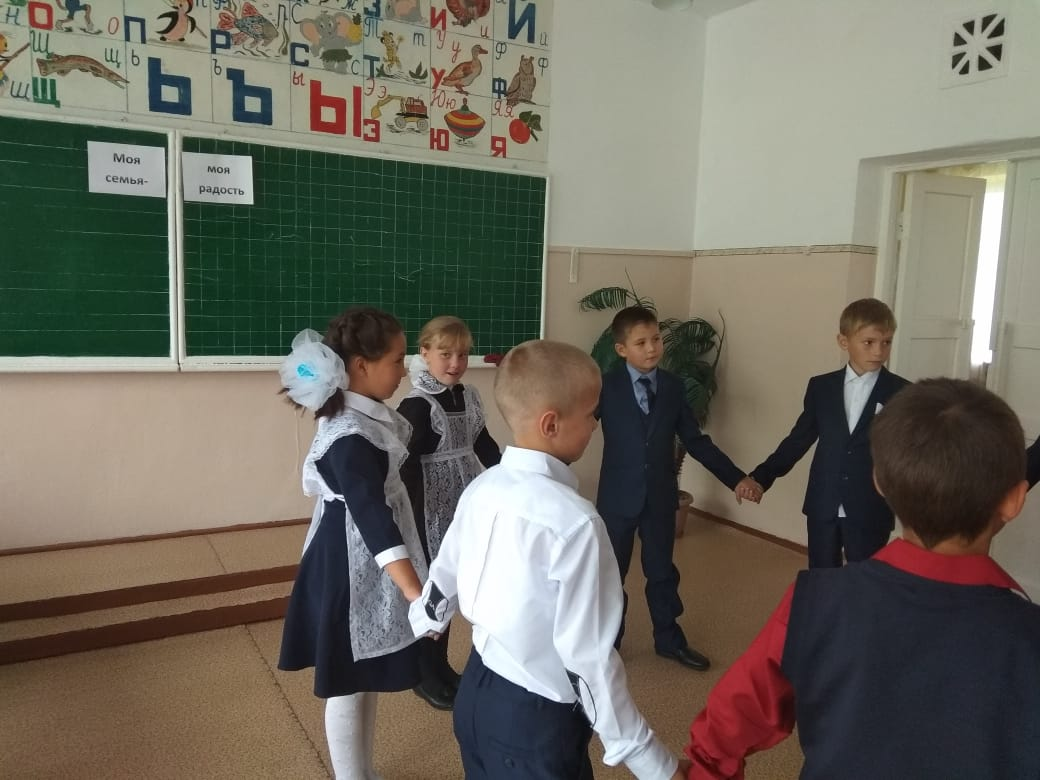 И и Й й
О о П Р С т Т У у У ф Ф
ш Щ щ Щ Ь ь Ъ Ы ы Э э Э Ю ю Ю Я я Я
Моя
семья-
моя
радость